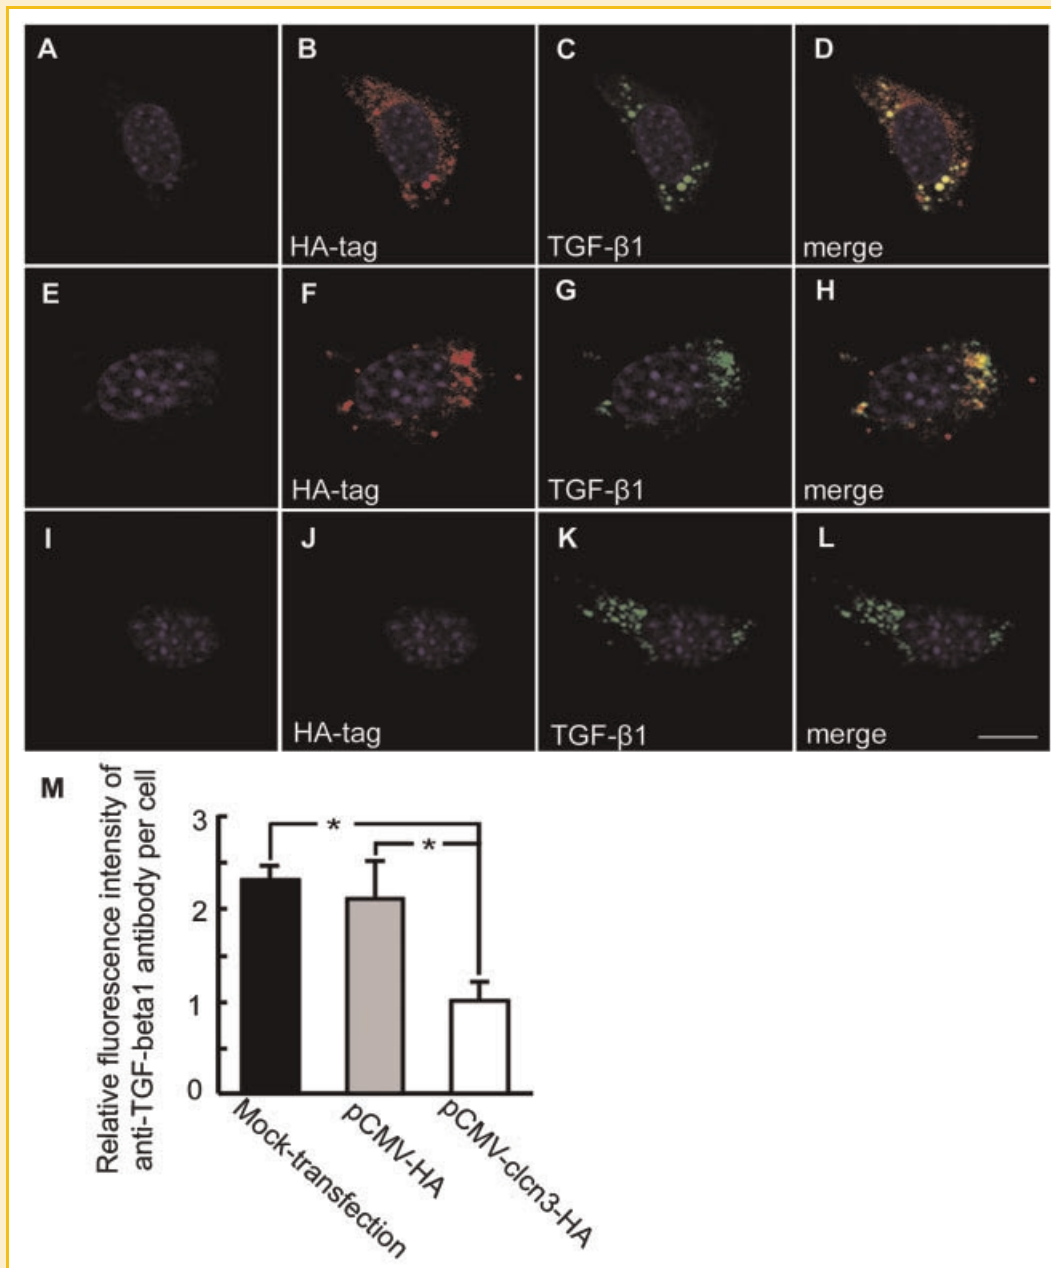 A
B
C
D
HA-tag
TGF-β1
merge
E
F
G
H
HA-tag
TGF-β1
merge
I
J
K
L
HA-tag
TGF-β1
merge
M
Relative fluorescence intensity of
anti-TGF-beta1 antibody per cell
3
2
1
0
*
*
Mock-transfection
pCMV-HA
pCMV-clcn3-HA